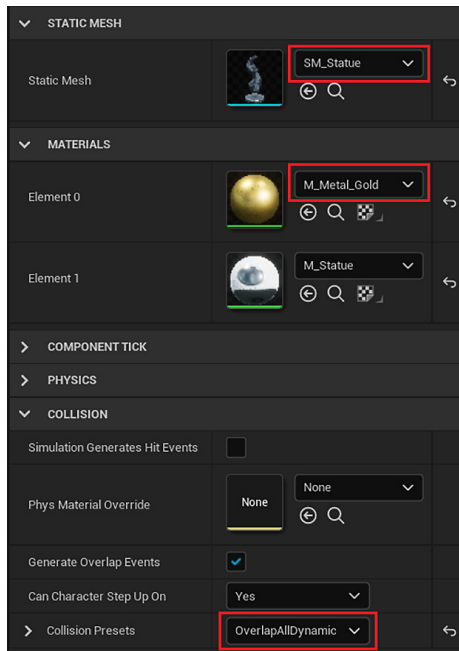 STATIC MESH
Static Mesh
SM_Statue
MATERIALS
Element 0
M_Metal_Gold
Element 1
M_Statue
COMPONENT TICK
PHYSICS
COLLISION
Simulation Generates Hit Events
Phys Material Override
None
None
Generate Overlap Events
Can Character Step Up On
Yes
Collision Presets
OverlapAllDynamic